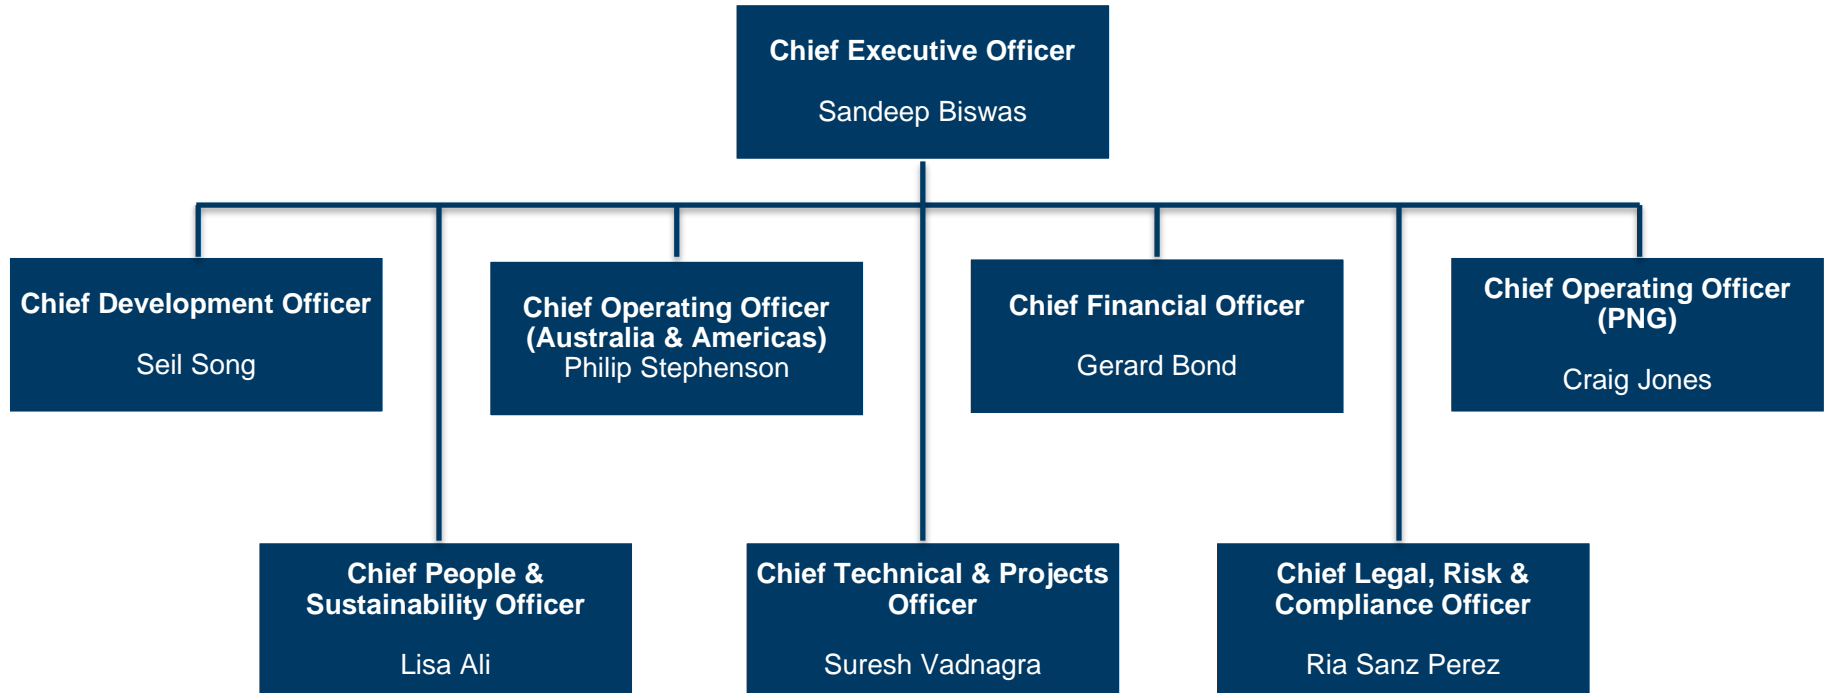 Chief Executive Officer
Sandeep Biswas
Chief Development Officer
Seil Song
Chief Operating Officer
(Australia & Americas)
Philip Stephenson
Chief Financial Officer
Gerard Bond
Chief Operating Officer
(PNG)
Craig Jones
Chief People &
Sustainability Officer
Lisa Ali
Chief Technical & Projects
Officer
Suresh Vadnagra
Chief Legal, Risk &
Compliance Officer
Ria Sanz Perez